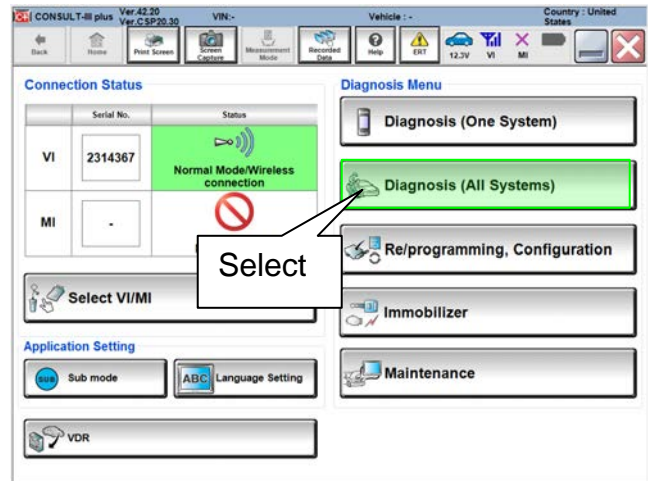 CONSULT-III plus Ver.42.20 VIN:- Vehicle : - Country : United
Ver.CSP20.30 States
Back Home Print Screen Screen Capture Measurement Mode Recorded Data Help ERT 12.3V VI MI
Connection Status
Serial No. Status
VI 2314367 Normal Mode/Wireless
connection
MI -
Select VI/MI
Application Setting
SUB Sub mode ABC Language Setting
VDR
Diagnosis Menu
Diagnosis (One System)
Diagnosis (All Systems)
Select
Re/programming, Configuration
Immobilizer
Maintenance